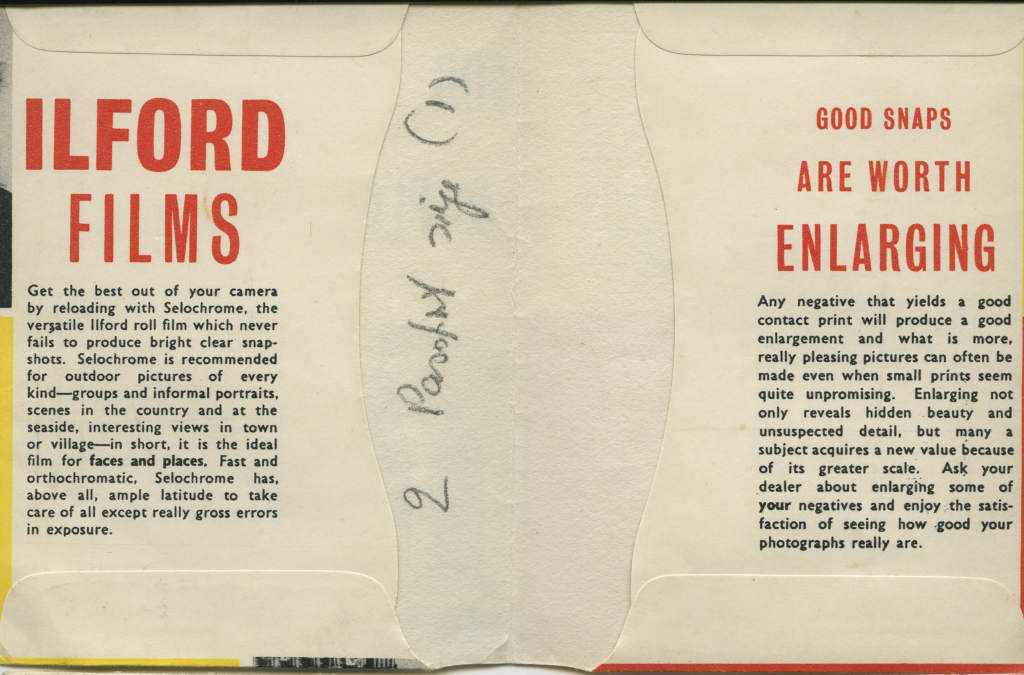 ILFORD
FILMS
Get the best out of your camera
by reloading with Selochrome, the
versatile Ilford roll film which never
fails to produce bright clear snap-
shots. Selochrome is recommended
for outdoor pictures of every
kind—groups and informal portraits,
scenes in the country and at the
seaside, interesting views in town
or village—in short, it is the ideal
film for faces and places. Fast and
orthochromatic, Selochrome has,
above all, ample latitude to take
care of all except really gross errors
in exposure.
2 Passport size (1)
GOOD SNAPS
ARE WORTH
ENLARGING
Any negative that yields a good
contact print will produce a good
enlargement and what is more,
really pleasing pictures can often be
made even when small prints seem
quite unpromising. Enlarging not
only reveals hidden beauty and
unsuspected detail, but many a
subject acquires a new value because
of its greater scale. Ask your
dealer about enlarging some of
your negatives and enjoy the satis-
faction of seeing how good your
photographs really are.